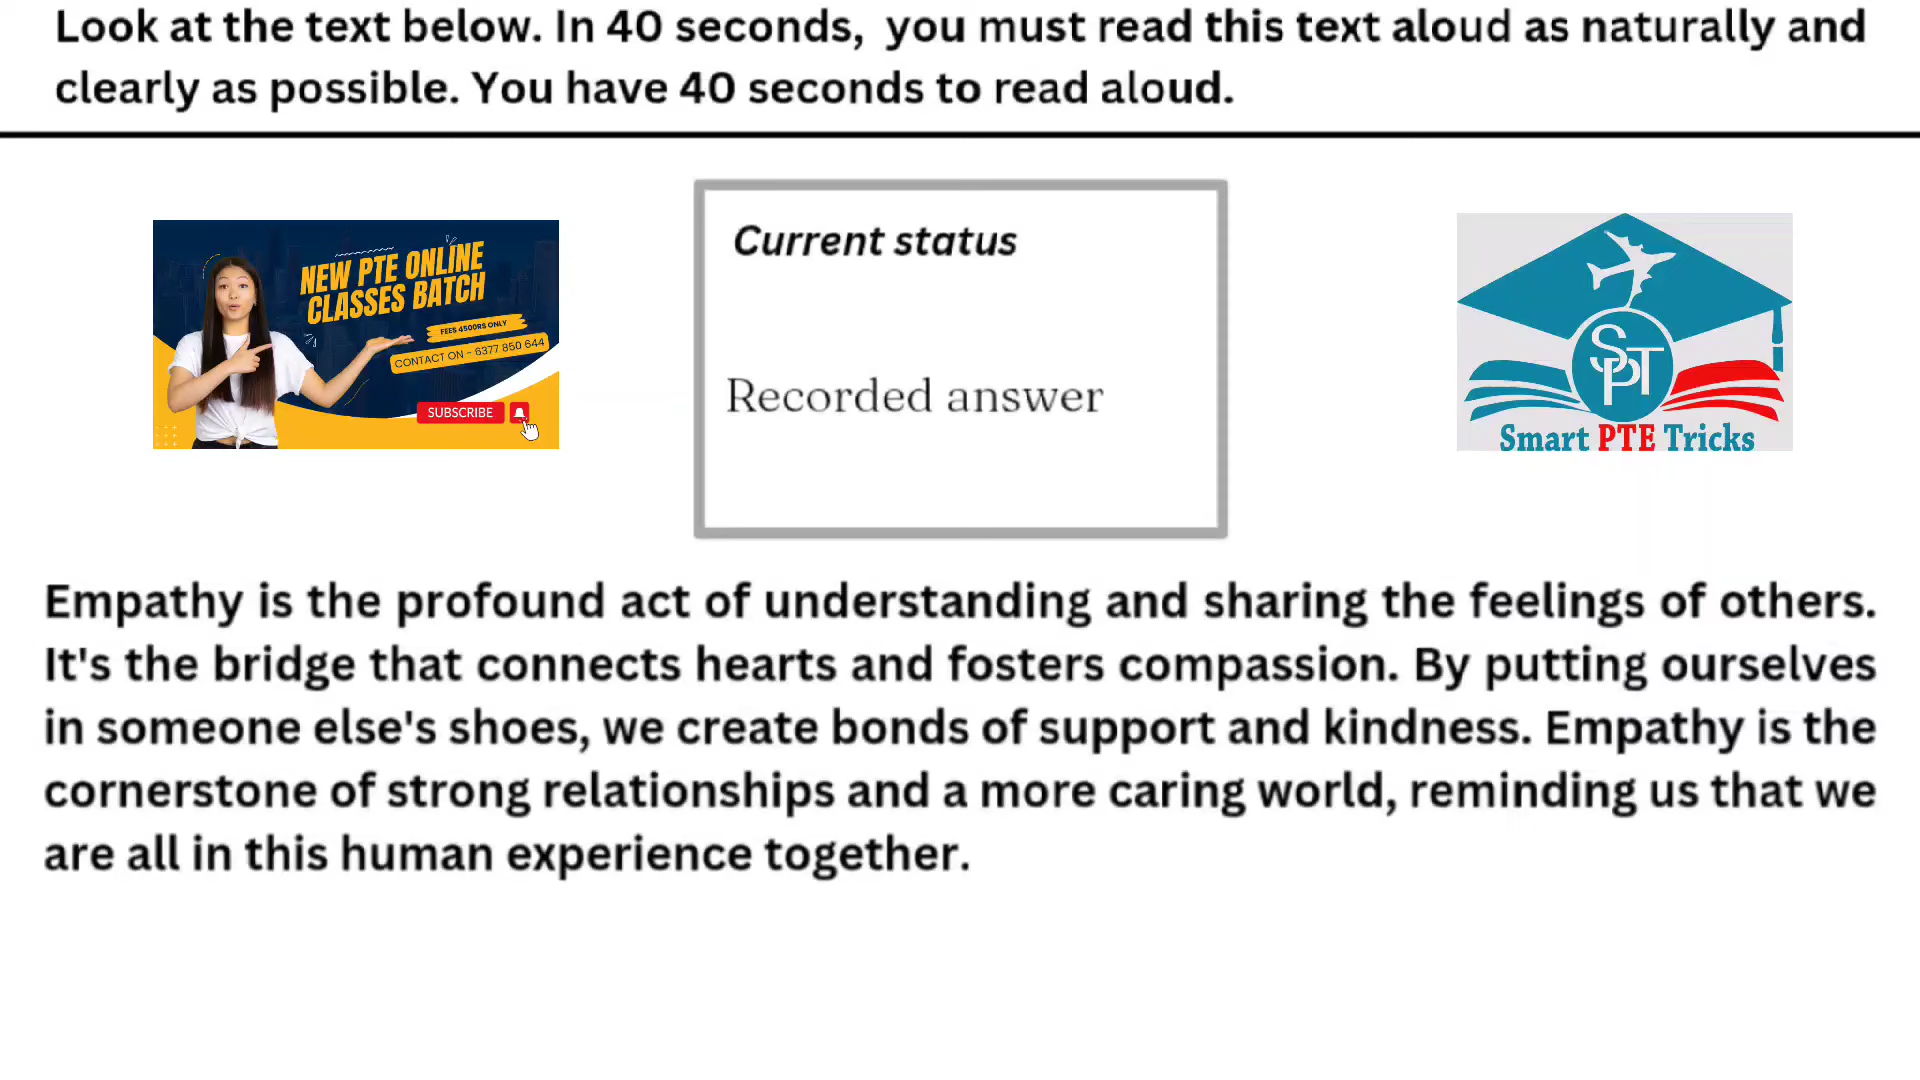 Look at the text below. In 40 seconds, you must read this text aloud as naturally and
clearly as possible. You have 40 seconds to read aloud.
NEW PTE ONLINE
CLASSES BATCH
FEES 4500RS ONLY
CONTACT ON - 6377 850 644
SUBSCRIBE
Current status
Recorded answer
SPT
Smart PTE Tricks
Empathy is the profound act of understanding and sharing the feelings of others.
It's the bridge that connects hearts and fosters compassion. By putting ourselves
in someone else's shoes, we create bonds of support and kindness. Empathy is the
cornerstone of strong relationships and a more caring world, reminding us that we
are all in this human experience together.